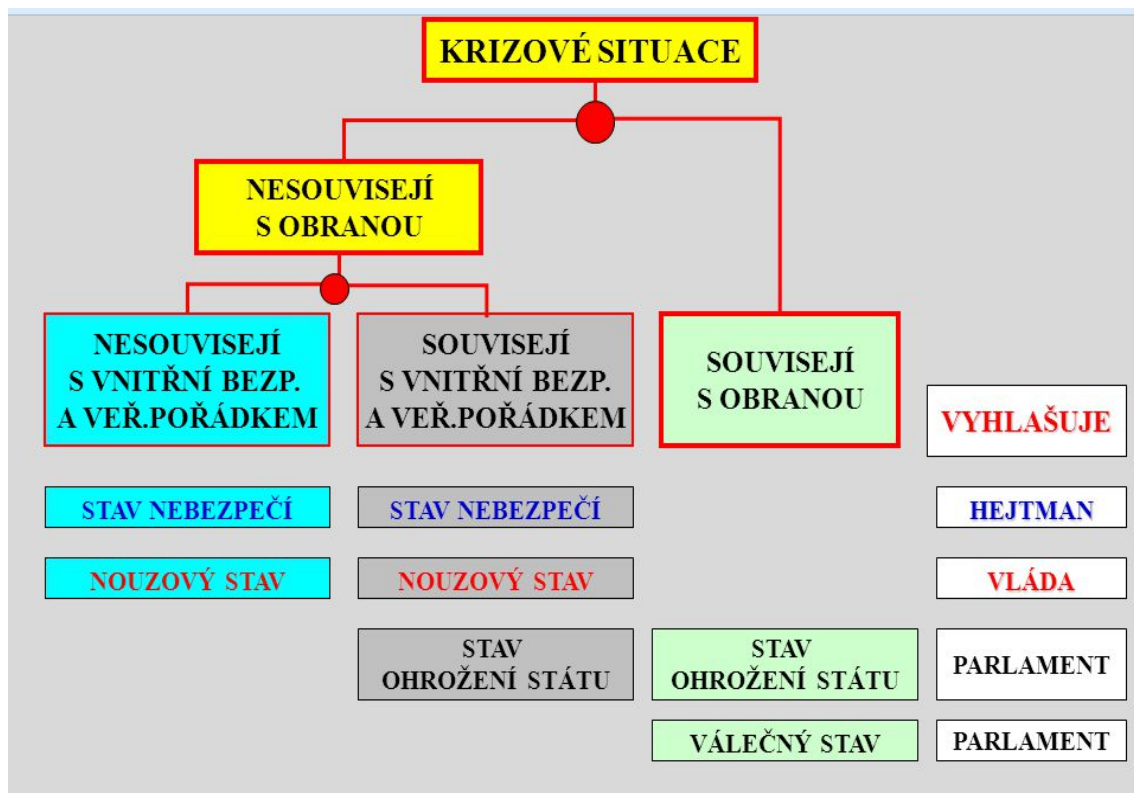 KRIZOVÉ SITUACE
NESOUVISEJÍ
S OBRANOU
NESOUVISEJÍ
S VNITŘNÍ BEZP.
A VEŘ.POŘÁDKEM
SOUVISEJÍ
S VNITŘNÍ BEZP.
A VEŘ.POŘÁDKEM
SOUVISEJÍ
S OBRANOU
VYHLAŠUJE
STAV NEBEZPEČÍ
STAV NEBEZPEČÍ
HEJTMAN
NOUZOVÝ STAV
NOUZOVÝ STAV
VLÁDA
STAV
OHROŽENÍ STÁTU
STAV
OHROŽENÍ STÁTU
PARLAMENT
VÁLEČNÝ STAV
PARLAMENT